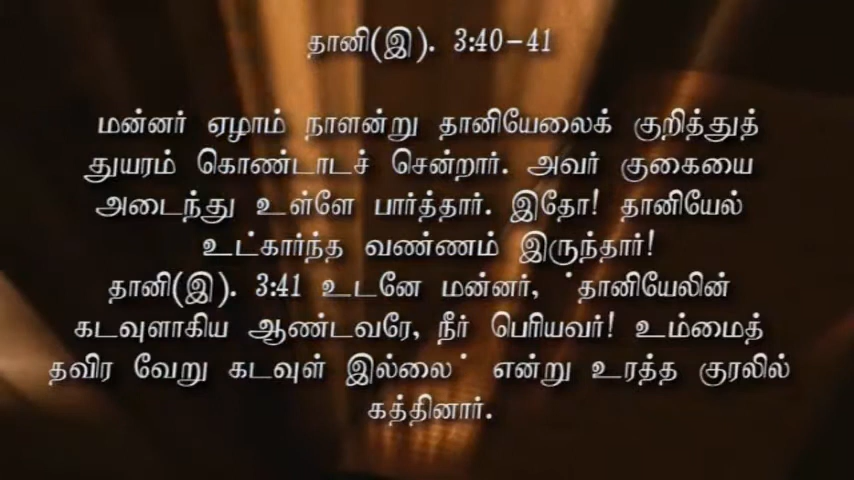 தானி(இ). 3:40-41
மன்னர் ஏழாம் நாளன்று தானியேலைக் குறித்துத்
துயரம் கொண்டாடச் சென்றார். அவர் குகையை
அடைந்து உள்ளே பார்த்தார். இதோ! தானியேல்
உட்கார்ந்த வண்ணம் இருந்தார்!
தானி(இ). 3:41 உடனே மன்னர், ‘தானியேலின்
கடவுளாகிய ஆண்டவரே, நீர் பெரியவர்! உம்மைத்
தவிர வேறு கடவுள் இல்லை’ என்று உரத்த குரலில்
கத்தினார்.